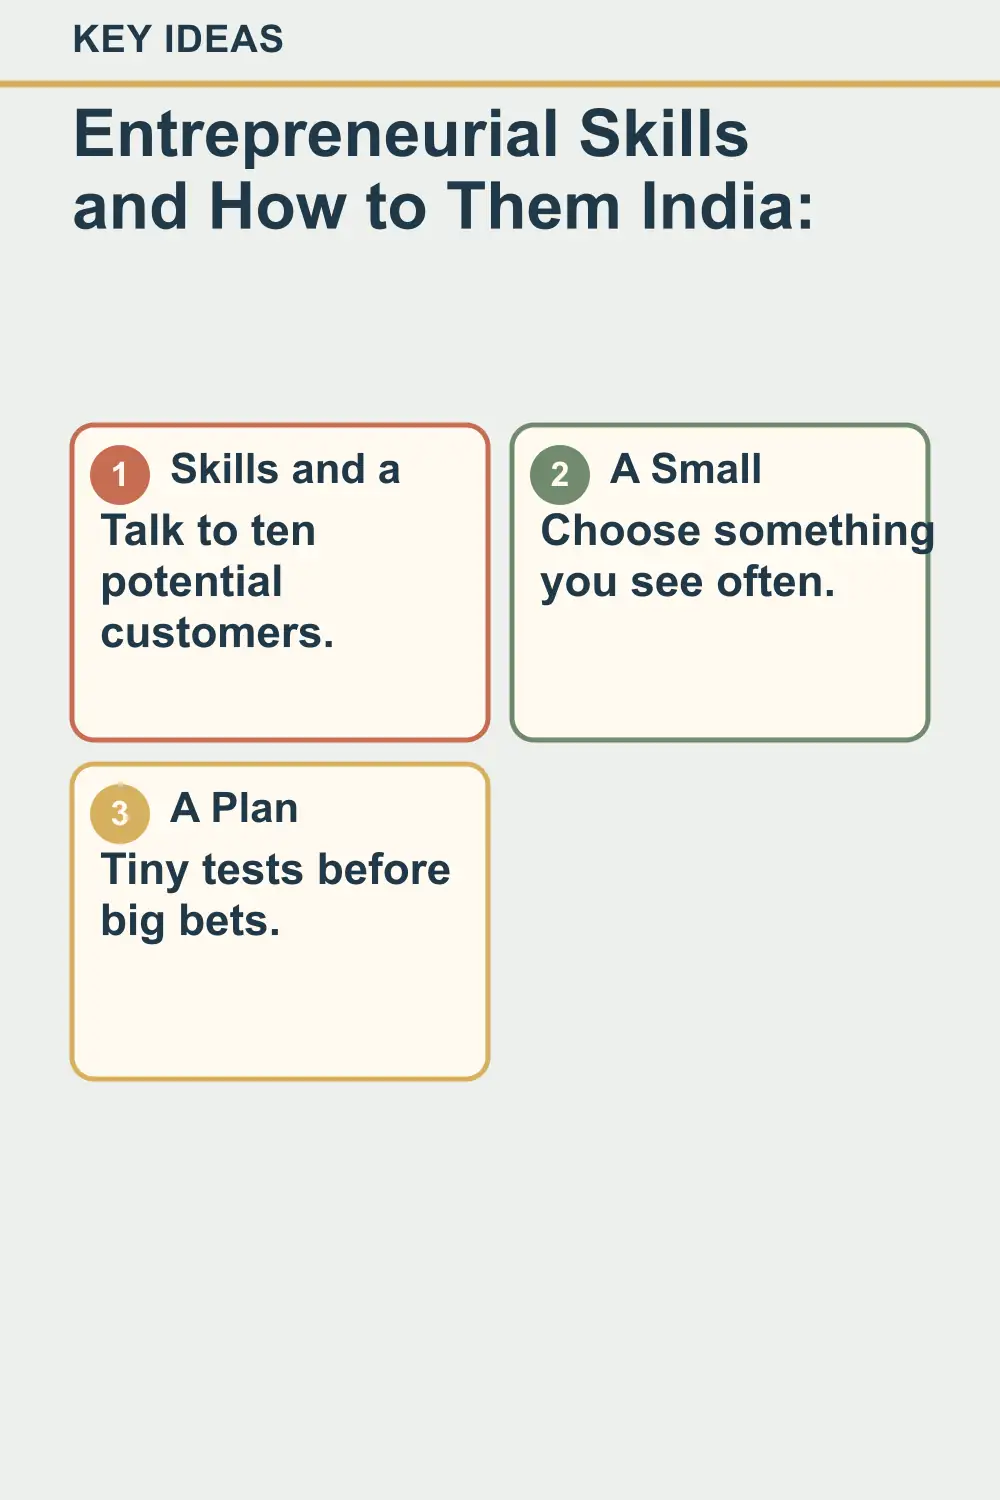 KEY IDEAS
Entrepreneurial Skills
and How to Them India:
1 Skills and a
Talk to ten
potential
customers.
2 A Small
Choose something
you see often.
3 A Plan
Tiny tests before
big bets.